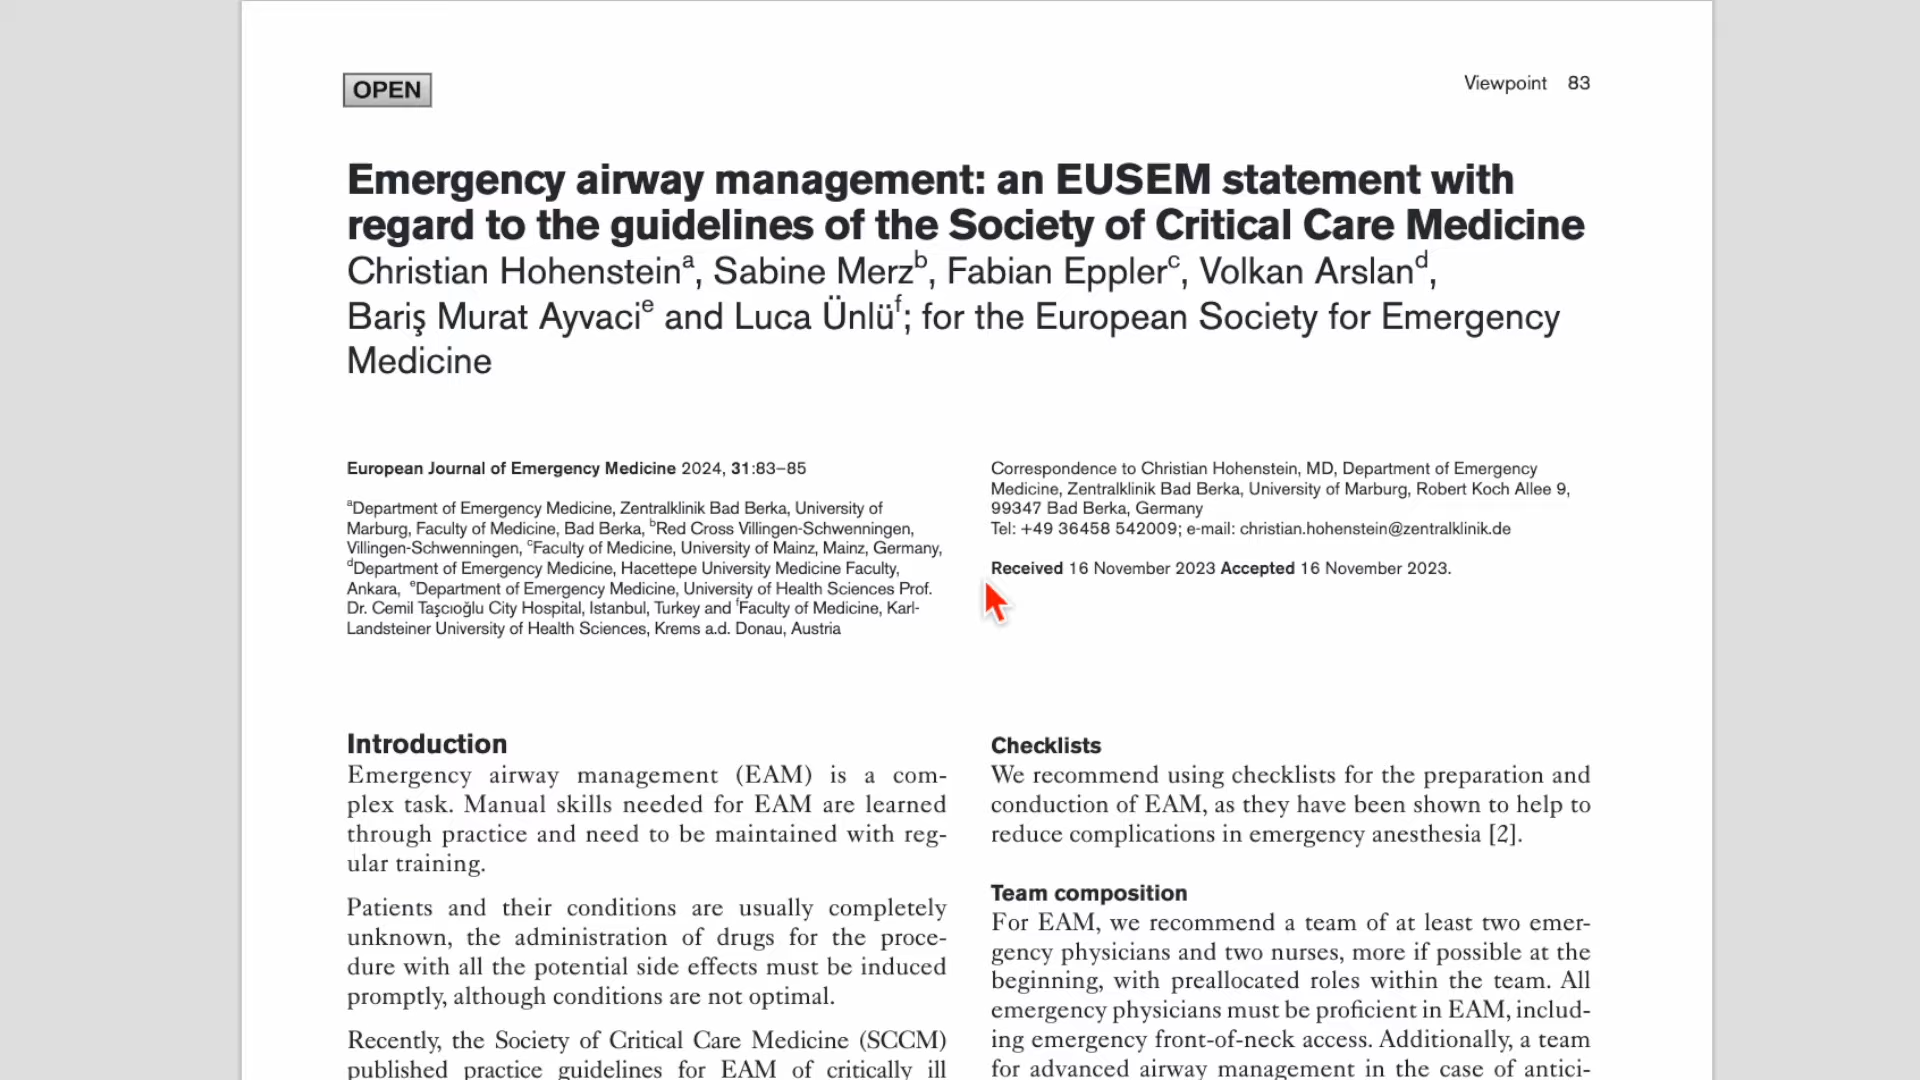 OPEN
Viewpoint 83
Emergency airway management: an EUSEM statement with
regard to the guidelines of the Society of Critical Care Medicine
Christian Hohensteinᵃ, Sabine Merzᵇ, Fabian Epplerᶜ, Volkan Arslanᵈ,
Bariş Murat Ayvaciᵉ and Luca Ünlüᶠ; for the European Society for Emergency
Medicine
European Journal of Emergency Medicine 2024, 31:83–85
ᵃDepartment of Emergency Medicine, Zentralklinik Bad Berka, University of
Marburg, Faculty of Medicine, Bad Berka, ᵇRed Cross Villingen-Schwenningen,
Villingen-Schwenningen, ᶜFaculty of Medicine, University of Mainz, Mainz, Germany,
ᵈDepartment of Emergency Medicine, Hacettepe University Medicine Faculty,
Ankara, ᵉDepartment of Emergency Medicine, University of Health Sciences Prof.
Dr. Cemil Taşcıoğlu City Hospital, Istanbul, Turkey and ᶠFaculty of Medicine, Karl-
Landsteiner University of Health Sciences, Krems a.d. Donau, Austria
Correspondence to Christian Hohenstein, MD, Department of Emergency
Medicine, Zentralklinik Bad Berka, University of Marburg, Robert Koch Allee 9,
99347 Bad Berka, Germany
Tel: +49 36458 542009; e-mail: christian.hohenstein@zentralklinik.de
Received 16 November 2023 Accepted 16 November 2023.
Introduction
Emergency airway management (EAM) is a com-
plex task. Manual skills needed for EAM are learned
through practice and need to be maintained with reg-
ular training.
Patients and their conditions are usually completely
unknown, the administration of drugs for the proce-
dure with all the potential side effects must be induced
promptly, although conditions are not optimal.
Recently, the Society of Critical Care Medicine (SCCM)
published practice guidelines for EAM of critically ill
Checklists
We recommend using checklists for the preparation and
conduction of EAM, as they have been shown to help to
reduce complications in emergency anesthesia [2].
Team composition
For EAM, we recommend a team of at least two emer-
gency physicians and two nurses, more if possible at the
beginning, with preallocated roles within the team. All
emergency physicians must be proficient in EAM, includ-
ing emergency front-of-neck access. Additionally, a team
for advanced airway management in the case of antici-